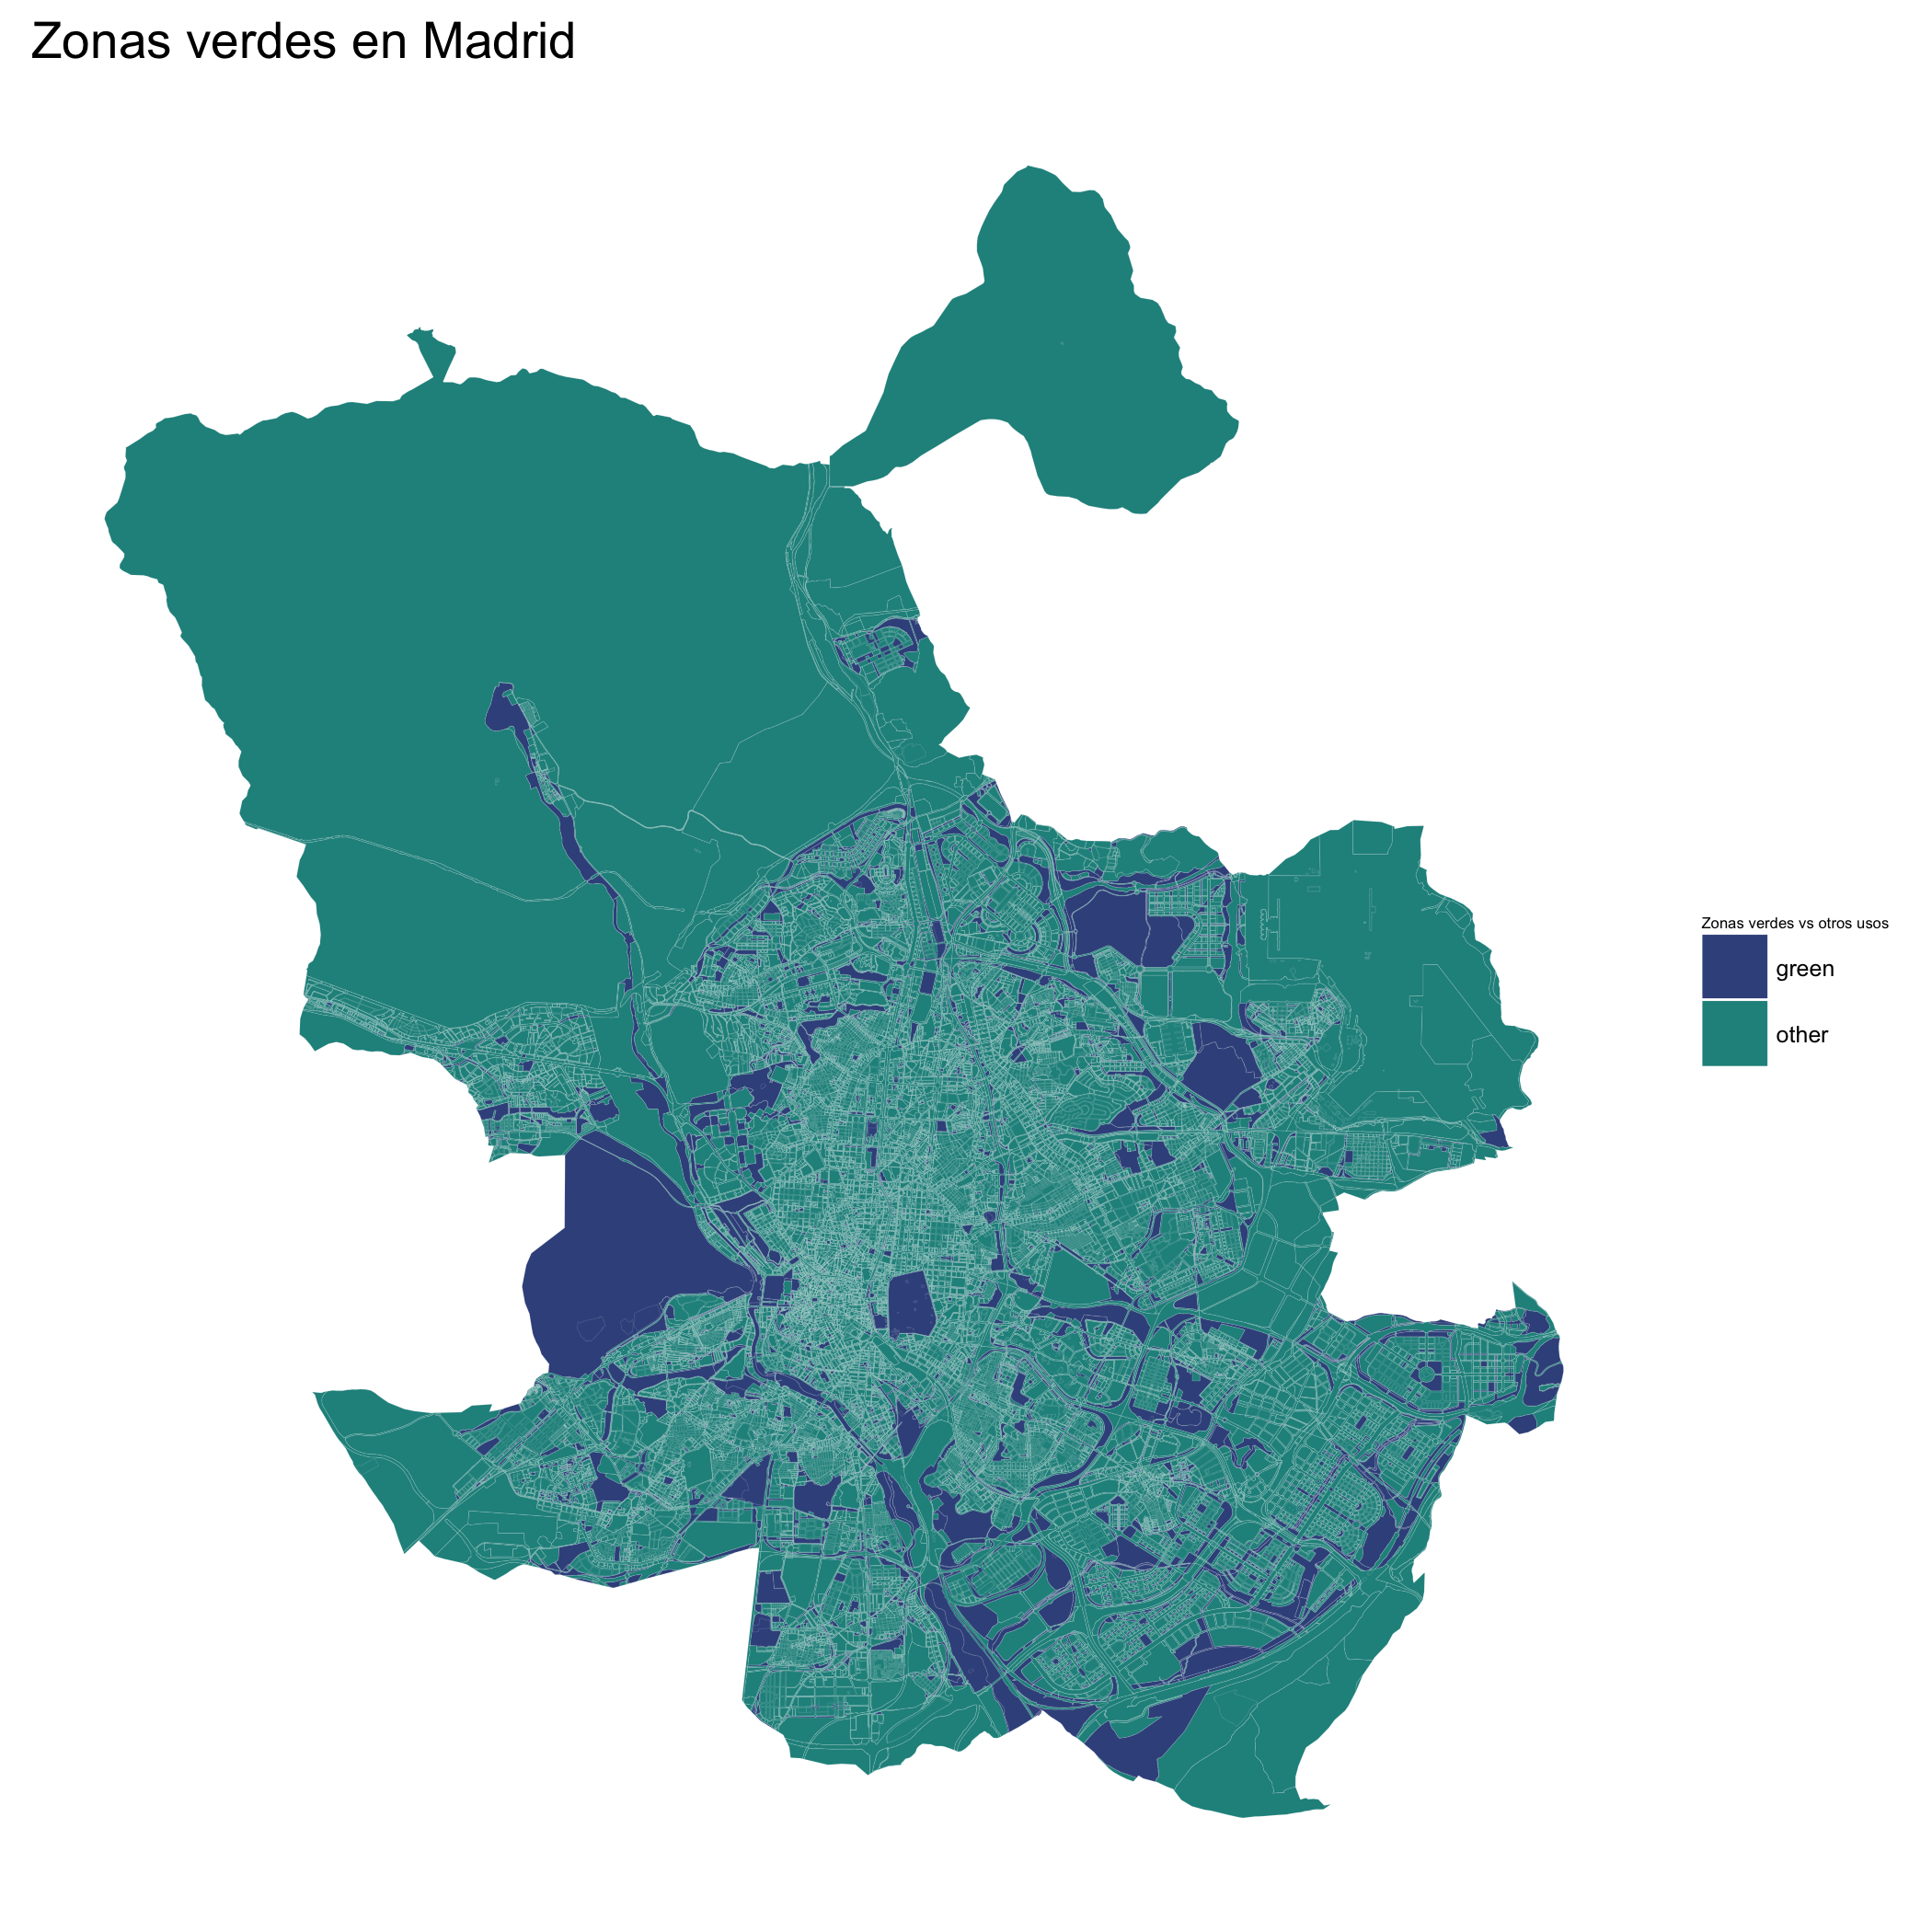 Zonas verdes en Madrid
Zonas verdes vs otros usos
green
other